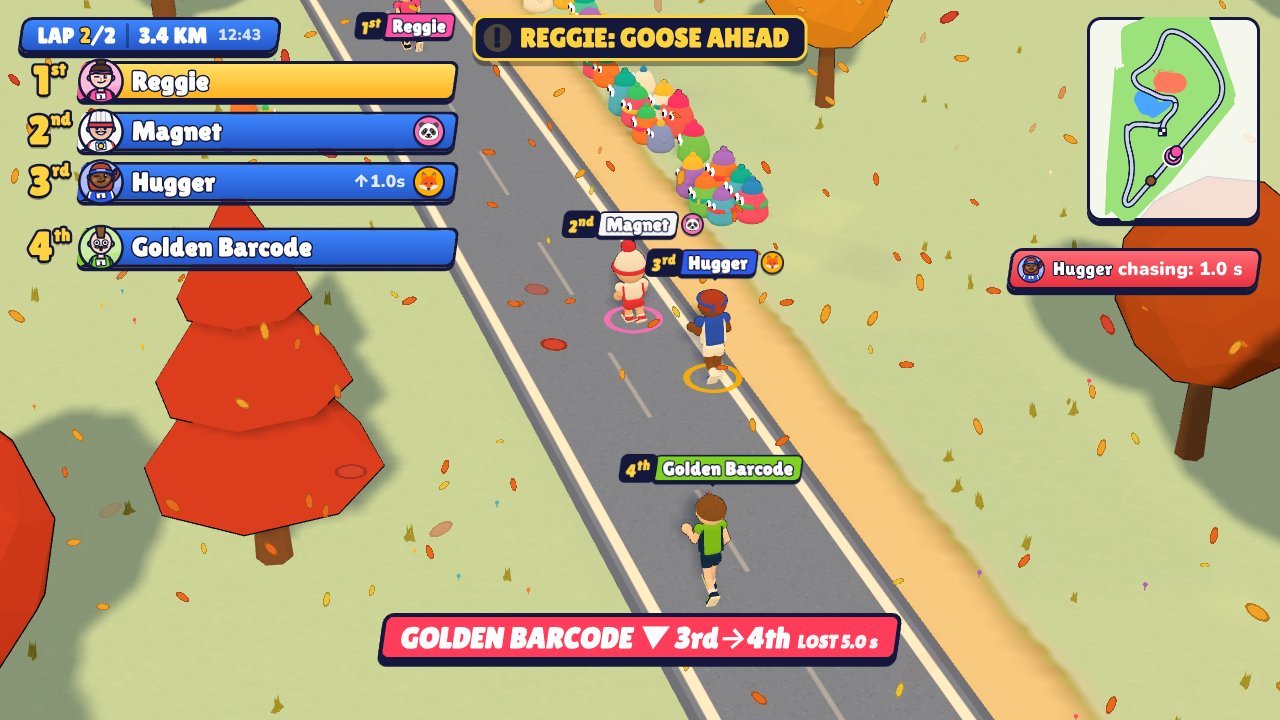 LAP 2/2 3.4 KM 12:43
1st Reggie
! REGGIE: GOOSE AHEAD
1st Reggie
2nd Magnet
3rd Hugger ↑1.0s
4th Golden Barcode
2nd Magnet
3rd Hugger
Hugger chasing: 1.0 s
4th Golden Barcode
GOLDEN BARCODE ▼ 3rd→4th LOST 5.0 s